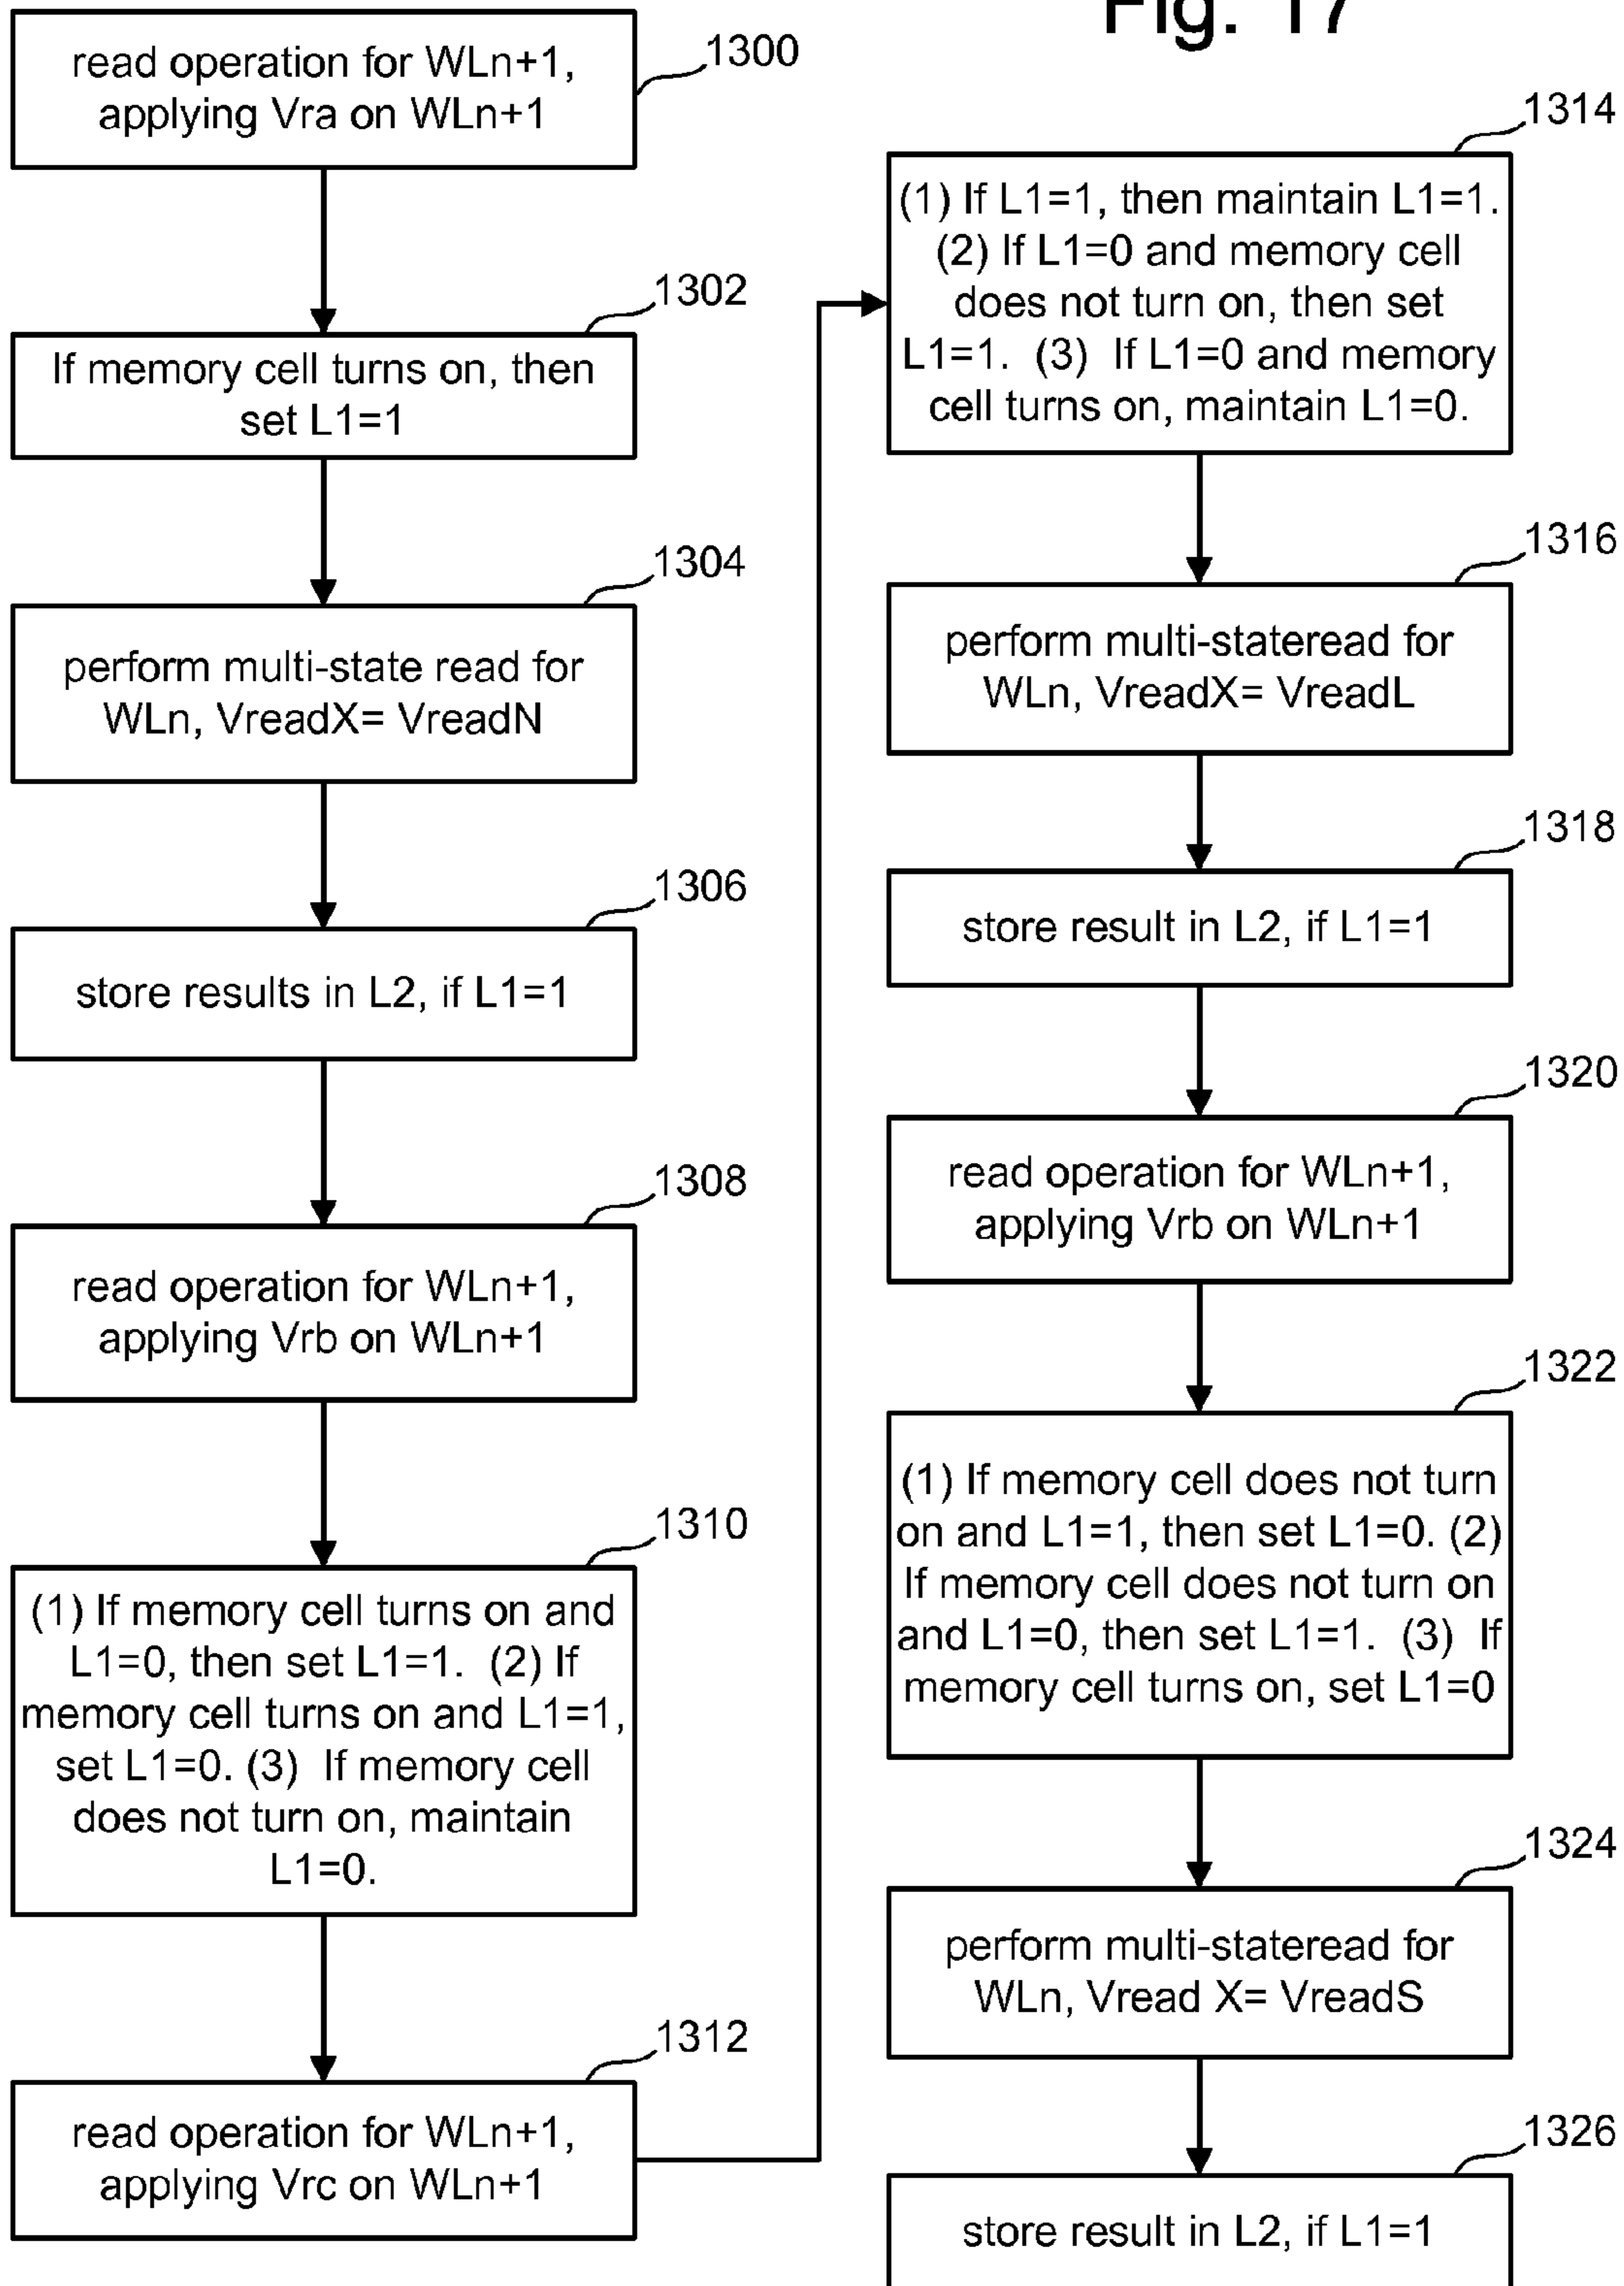 Fig. 17
1300
read operation for WLn+1,
applying Vra on WLn+1
1302
If memory cell turns on, then
set L1=1
1304
perform multi-state read for
WLn, VreadX= VreadN
1306
store results in L2, if L1=1
1308
read operation for WLn+1,
applying Vrb on WLn+1
1310
(1) If memory cell turns on and
L1=0, then set L1=1. (2) If
memory cell turns on and L1=1,
set L1=0. (3) If memory cell
does not turn on, maintain
L1=0.
1312
read operation for WLn+1,
applying Vrc on WLn+1
1314
(1) If L1=1, then maintain L1=1.
(2) If L1=0 and memory cell
does not turn on, then set
L1=1. (3) If L1=0 and memory
cell turns on, maintain L1=0.
1316
perform multi-stateread for
WLn, VreadX= VreadL
1318
store result in L2, if L1=1
1320
read operation for WLn+1,
applying Vrb on WLn+1
1322
(1) If memory cell does not turn
on and L1=1, then set L1=0. (2)
If memory cell does not turn on
and L1=0, then set L1=1. (3) If
memory cell turns on, set L1=0
1324
perform multi-stateread for
WLn, Vread X= VreadS
1326
store result in L2, if L1=1